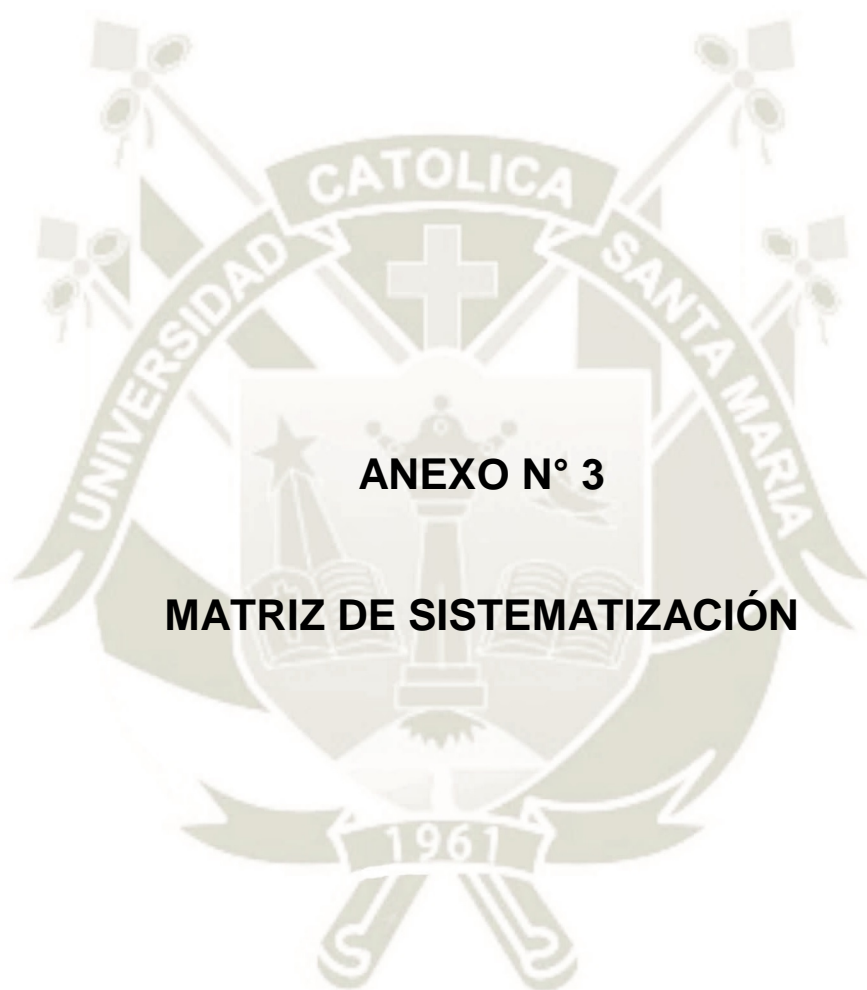 CATOLICA
UNIVERSIDAD
SANTA MARIA
ANEXO N° 3
MATRIZ DE SISTEMATIZACIÓN
1961